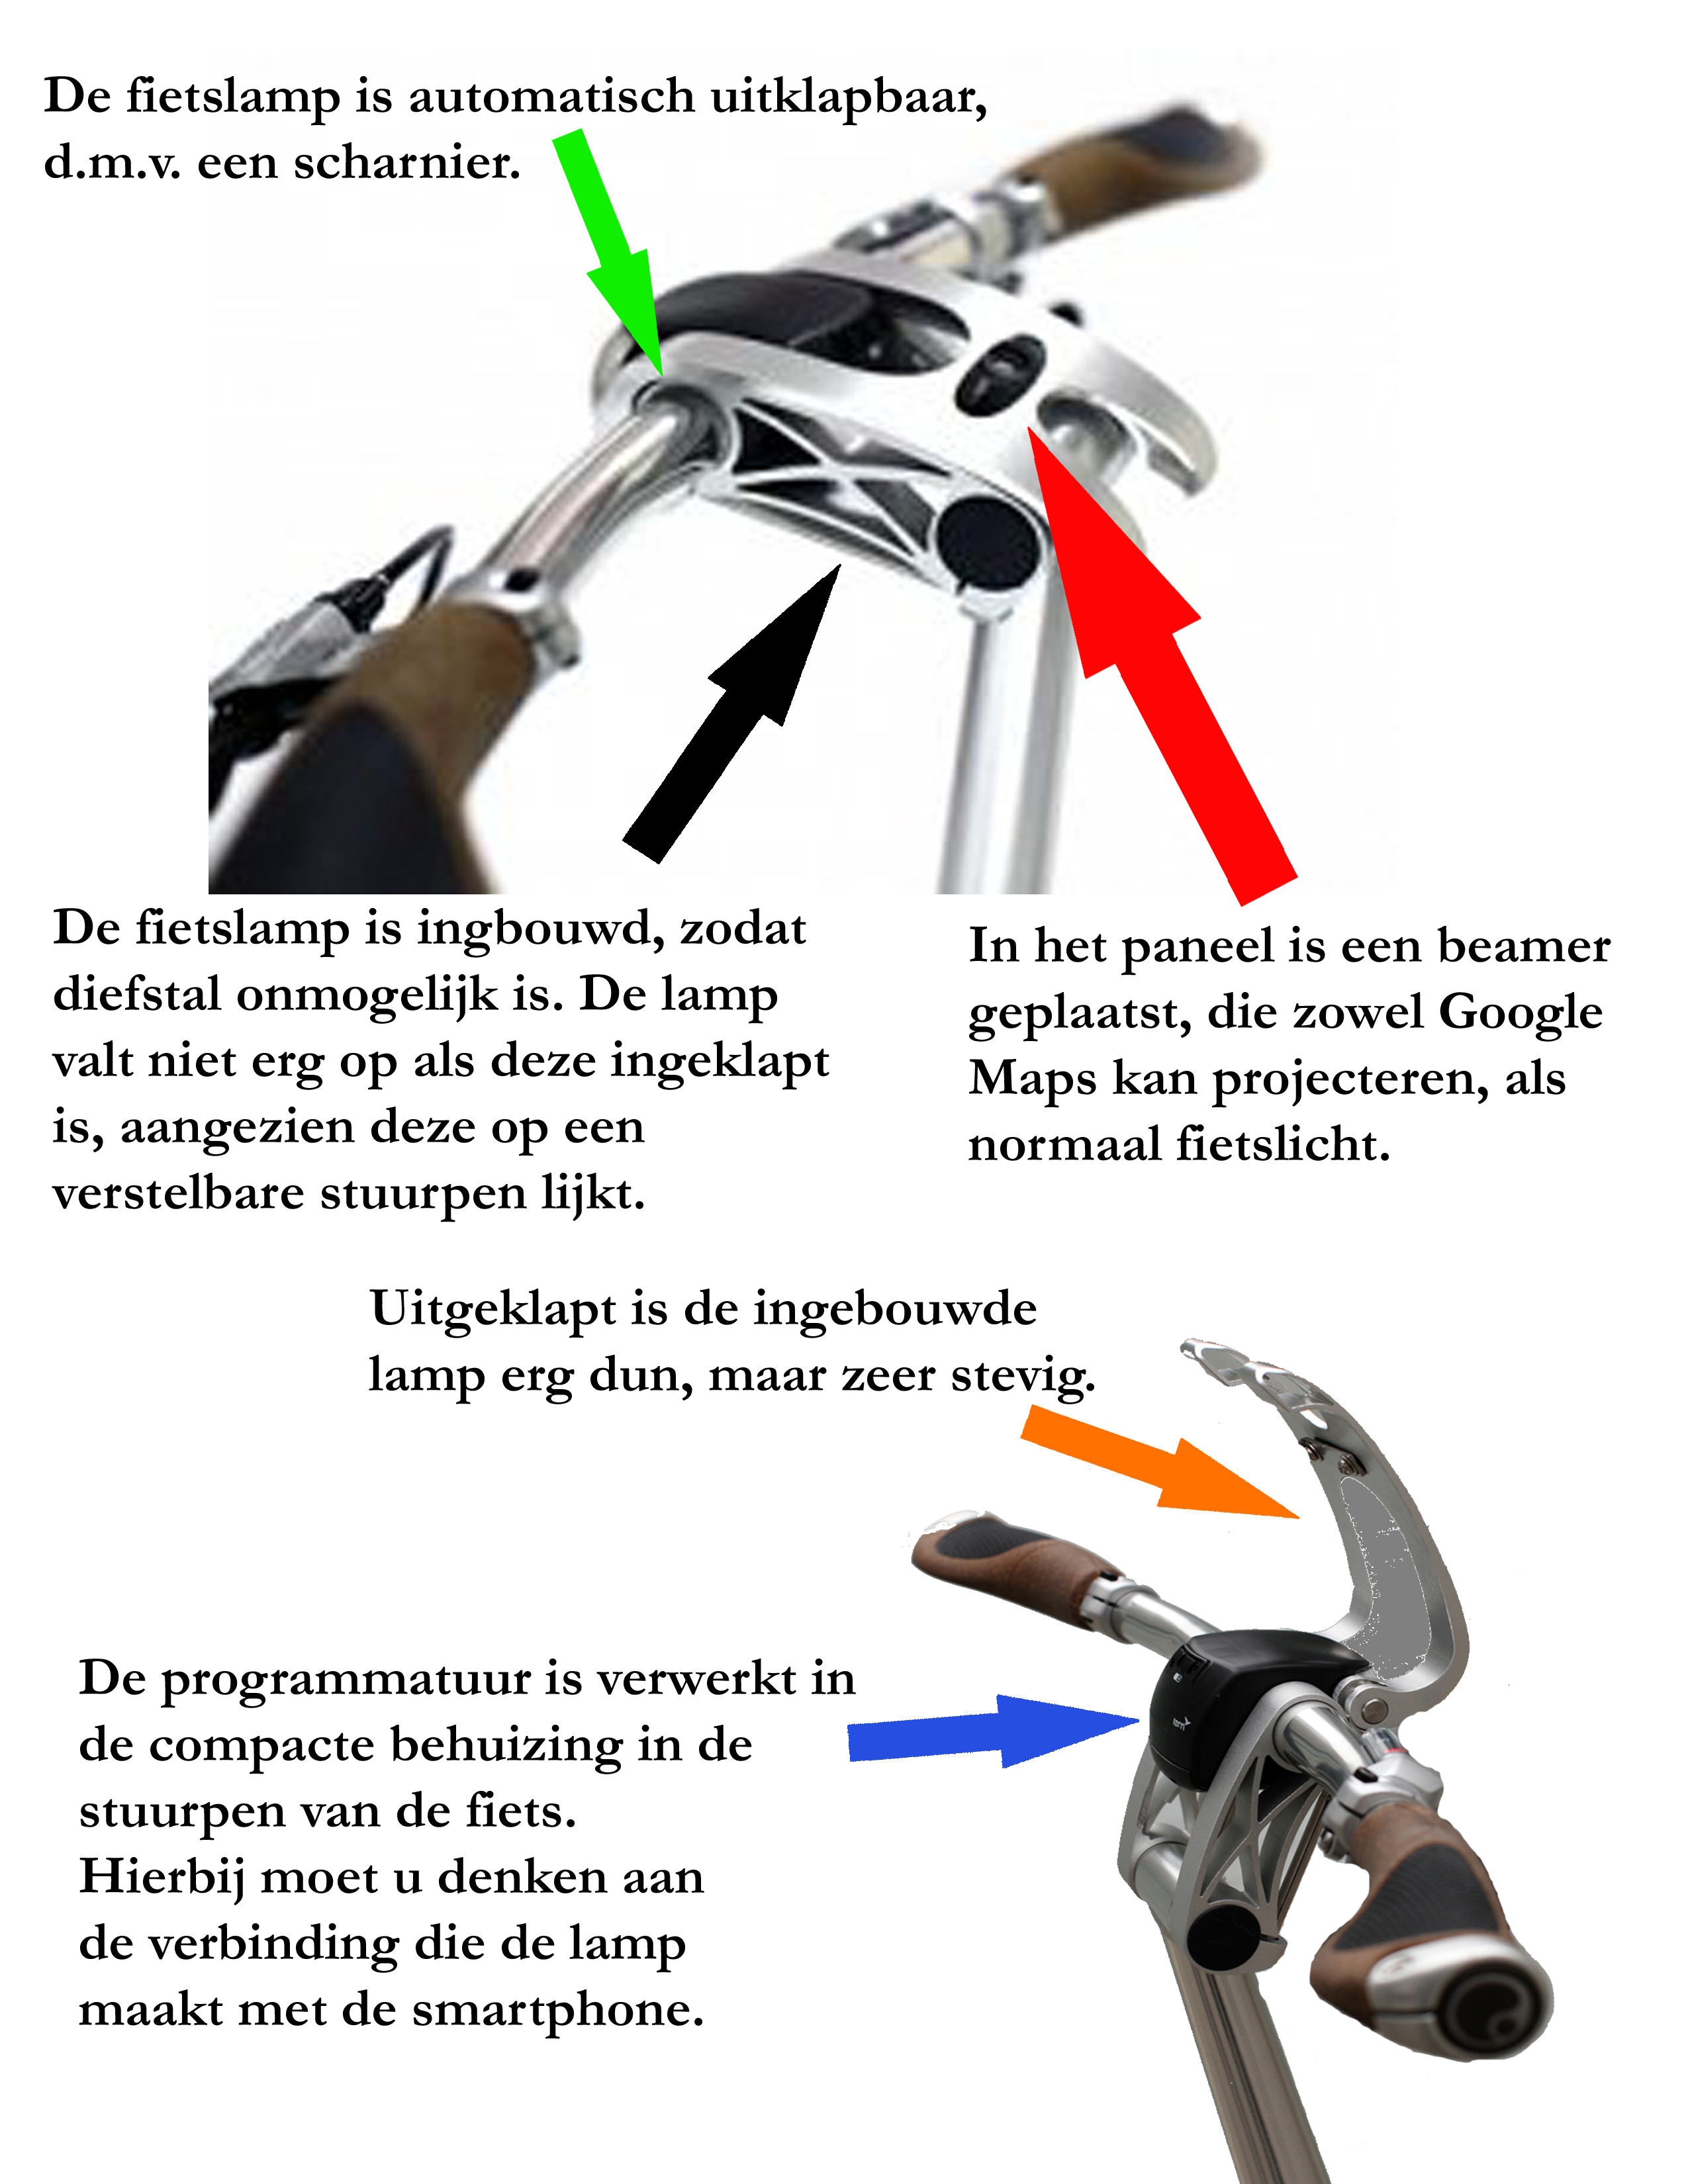 De fietslamp is automatisch uitklapbaar,
d.m.v. een scharnier.
De fietslamp is ingbouwd, zodat
diefstal onmogelijk is. De lamp
valt niet erg op als deze ingeklapt
is, aangezien deze op een
verstelbare stuurpen lijkt.
In het paneel is een beamer
geplaatst, die zowel Google
Maps kan projecteren, als
normaal fietslicht.
Uitgeklapt is de ingebouwde
lamp erg dun, maar zeer stevig.
De programmatuur is verwerkt in
de compacte behuizing in de
stuurpen van de fiets.
Hierbij moet u denken aan
de verbinding die de lamp
maakt met de smartphone.